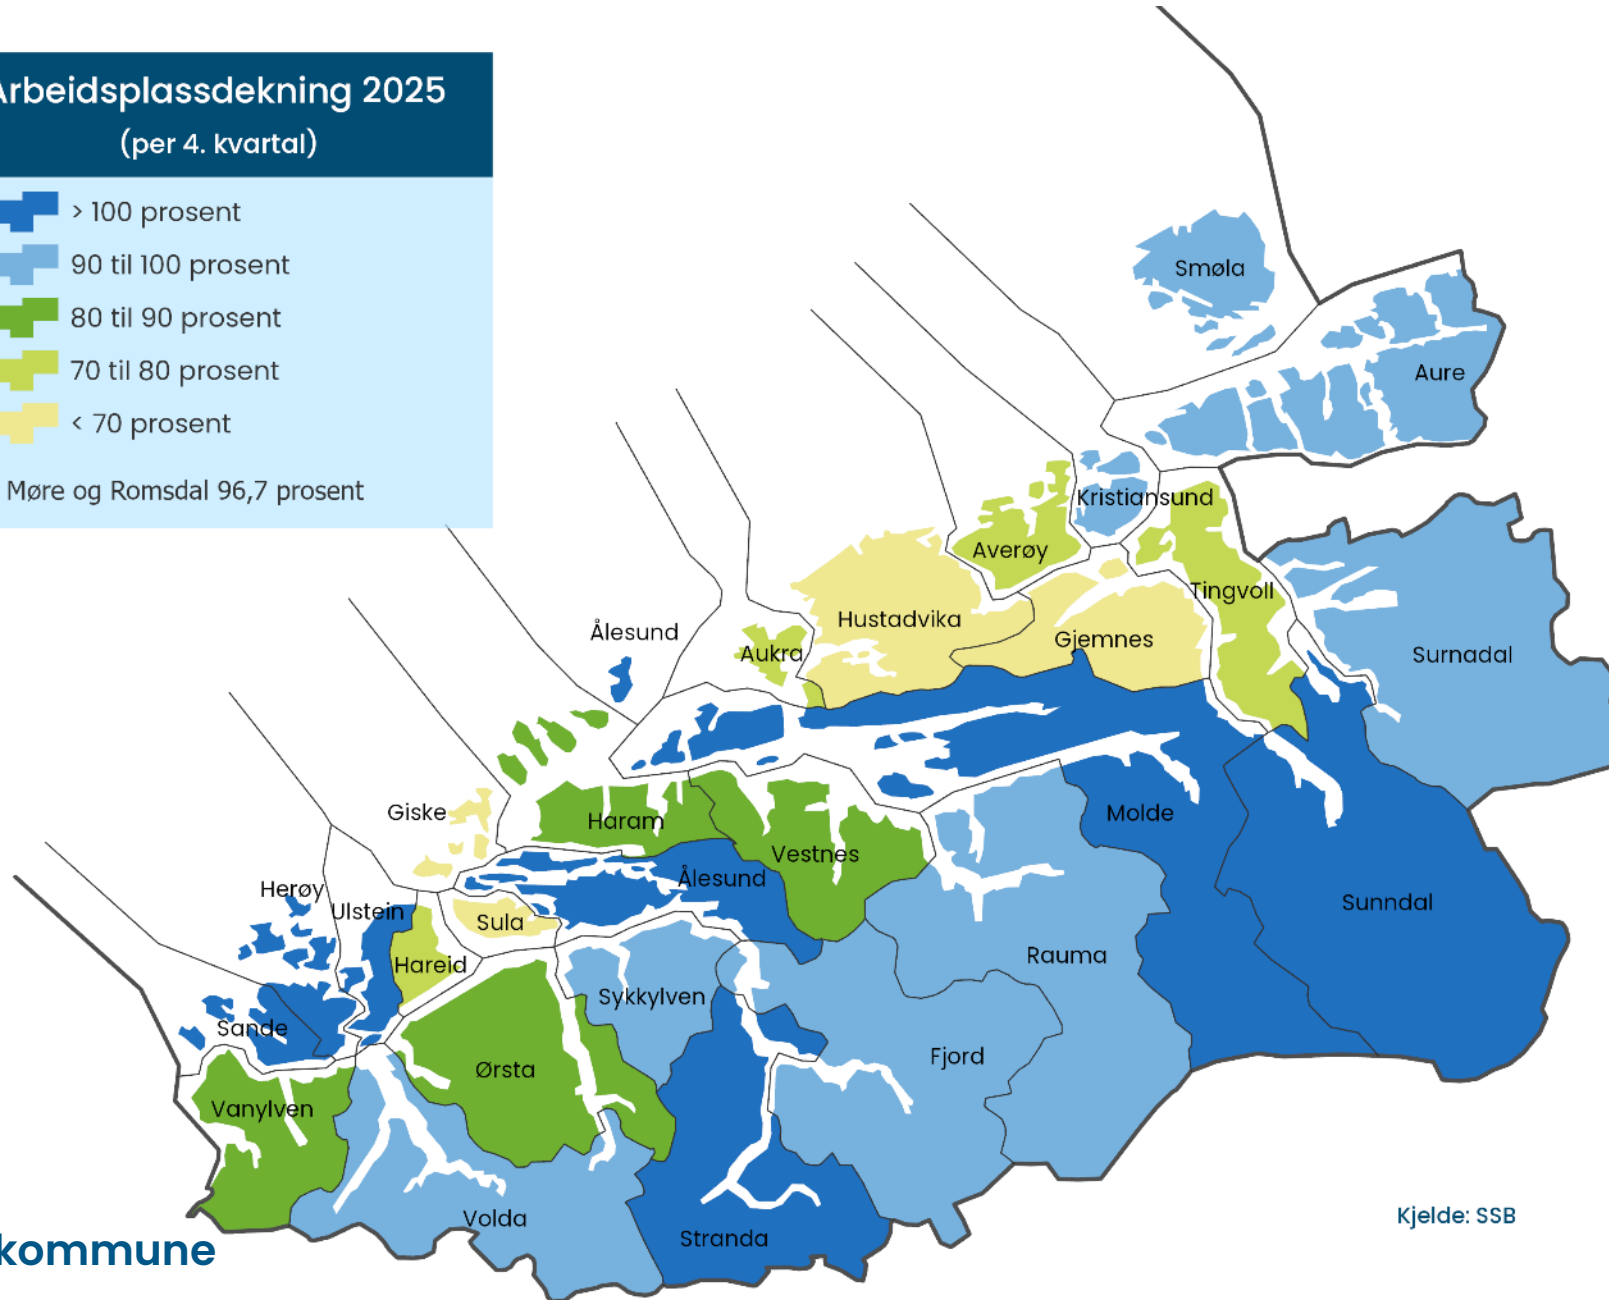 Arbeidsplassdekning 2025
(per 4. kvartal)
> 100 prosent
90 til 100 prosent
80 til 90 prosent
70 til 80 prosent
< 70 prosent
Møre og Romsdal 96,7 prosent
Smøla
Aure
Kristiansund
Averøy
Tingvoll
Hustadvika
Gjemnes
Ålesund
Aukra
Surnadal
Giske
Haram
Molde
Vestnes
Ålesund
Herøy
Ulstein
Sula
Sunndal
Hareid
Rauma
Sykkylven
Sande
Fjord
Ørsta
Vanylven
Volda
Stranda
Kjelde: SSB
kommune